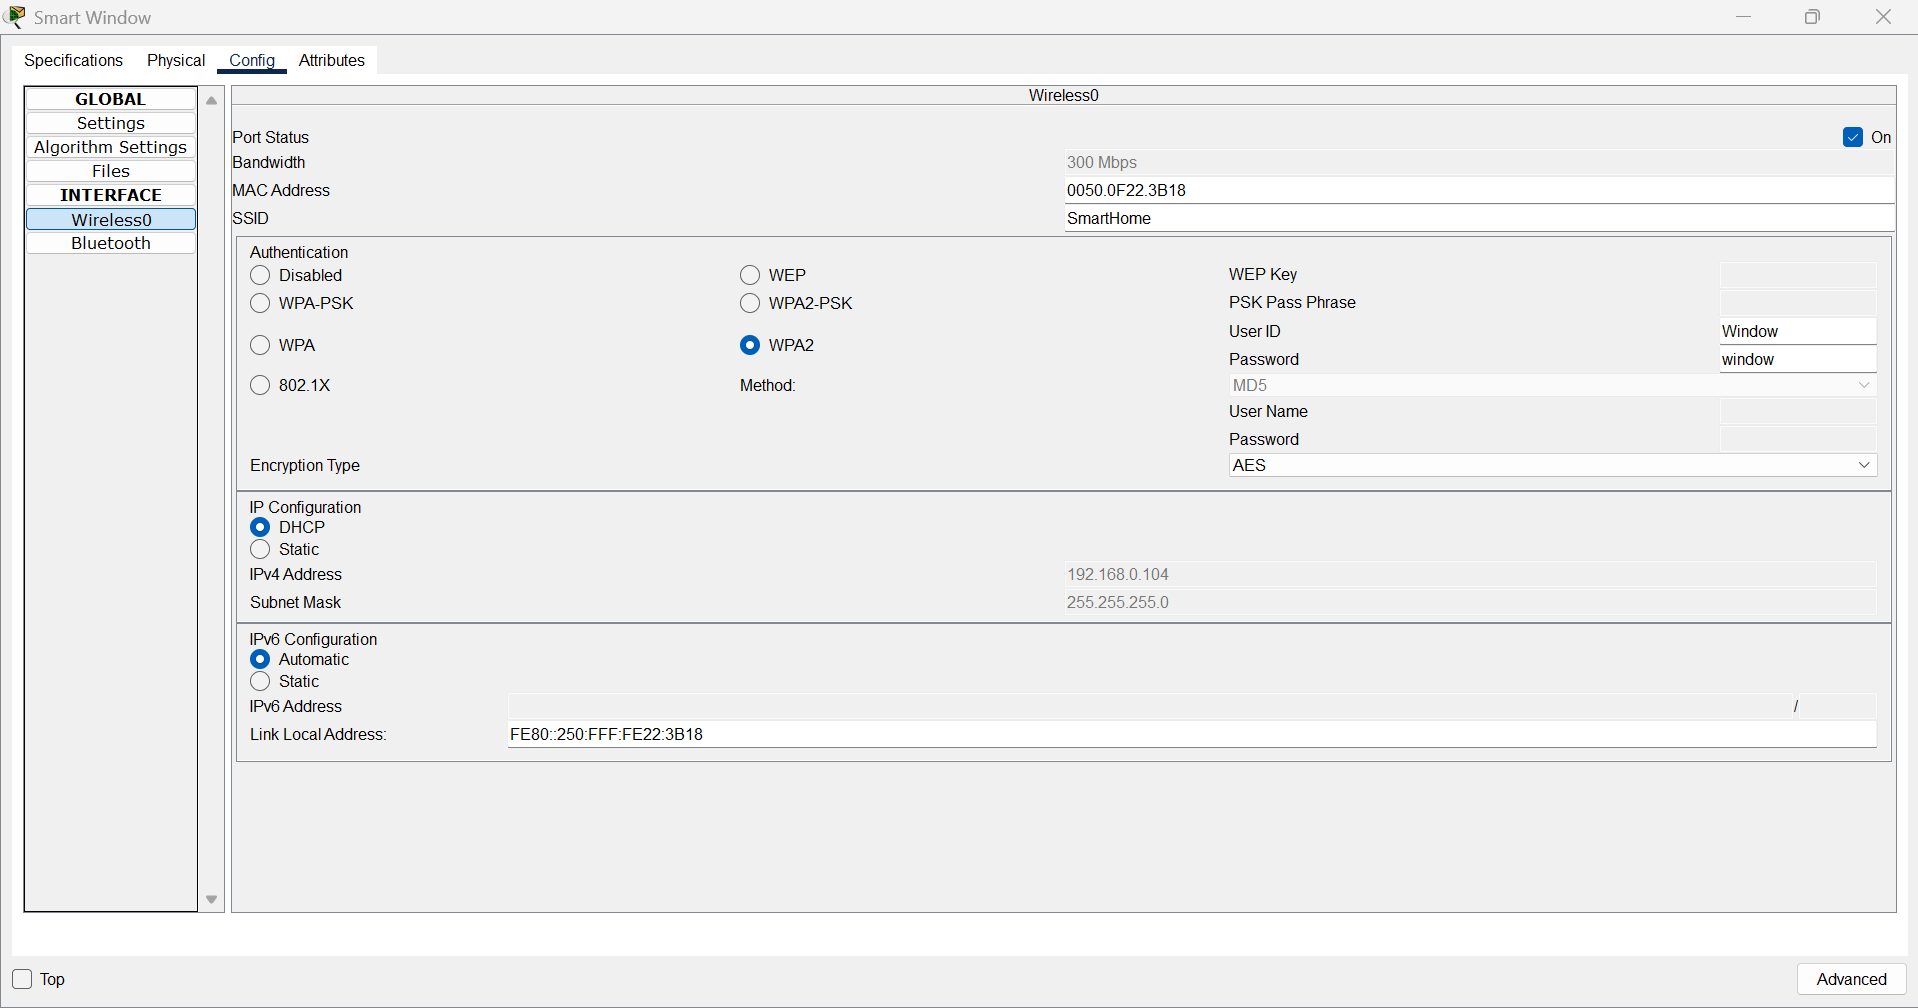 Smart Window
Specifications Physical Config Attributes
GLOBAL
Settings
Algorithm Settings
Files
INTERFACE
Wireless0
Bluetooth
Wireless0
Port Status On
Bandwidth 300 Mbps
MAC Address 0050.0F22.3B18
SSID SmartHome
Authentication
Disabled WEP WEP Key
WPA-PSK WPA2-PSK PSK Pass Phrase
User ID Window
WPA WPA2
Password window
802.1X Method: MD5
User Name
Password
Encryption Type AES
IP Configuration
DHCP
Static
IPv4 Address 192.168.0.104
Subnet Mask 255.255.255.0
IPv6 Configuration
Automatic
Static
IPv6 Address /
Link Local Address: FE80::250:FFF:FE22:3B18
Top Advanced